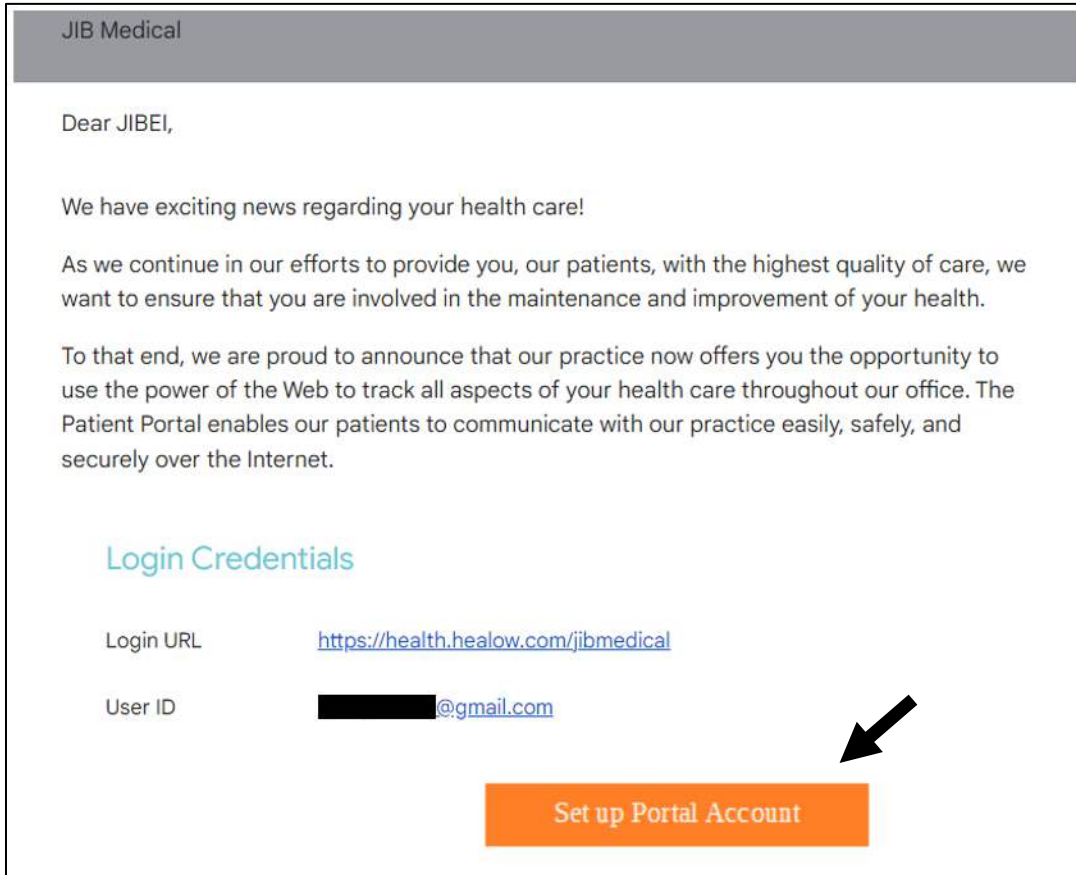 JIB Medical
Dear JIBEI,
We have exciting news regarding your health care!
As we continue in our efforts to provide you, our patients, with the highest quality of care, we
want to ensure that you are involved in the maintenance and improvement of your health.
To that end, we are proud to announce that our practice now offers you the opportunity to
use the power of the Web to track all aspects of your health care throughout our office. The
Patient Portal enables our patients to communicate with our practice easily, safely, and
securely over the Internet.
Login Credentials
Login URL https://health.healow.com/jibmedical
User ID @gmail.com
Set up Portal Account